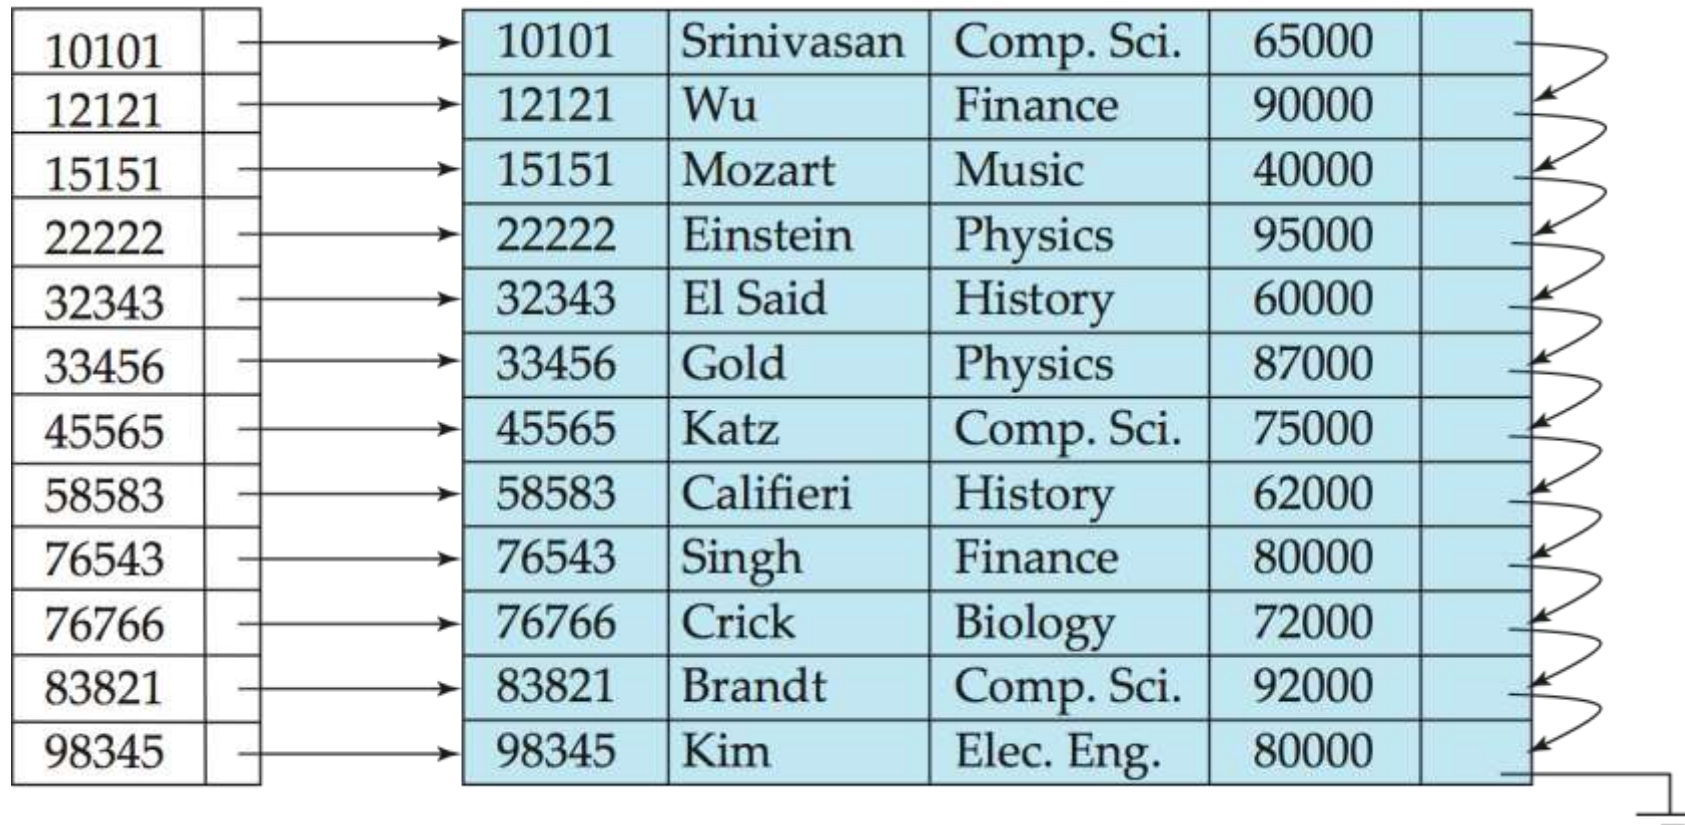 10101 10101 Srinivasan Comp. Sci. 65000
12121 12121 Wu Finance 90000
15151 15151 Mozart Music 40000
22222 22222 Einstein Physics 95000
32343 32343 El Said History 60000
33456 33456 Gold Physics 87000
45565 45565 Katz Comp. Sci. 75000
58583 58583 Califieri History 62000
76543 76543 Singh Finance 80000
76766 76766 Crick Biology 72000
83821 83821 Brandt Comp. Sci. 92000
98345 98345 Kim Elec. Eng. 80000